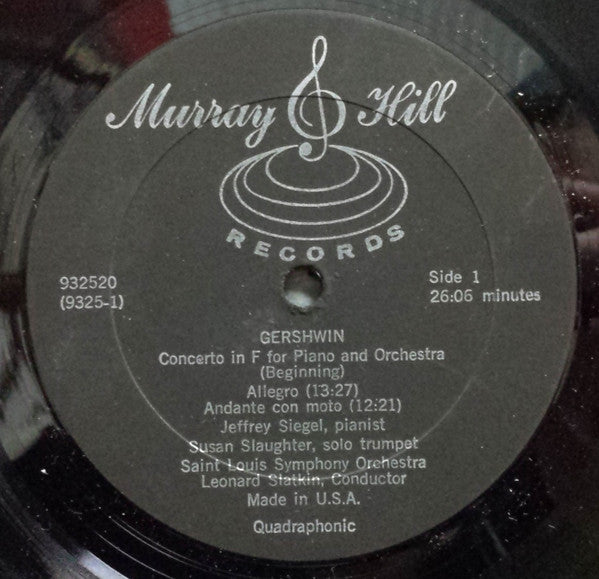 Murray Hill
RECORDS
932520
(9325-1)
Side 1
26:06 minutes
GERSHWIN
Concerto in F for Piano and Orchestra
(Beginning)
Allegro (13:27)
Andante con moto (12:21)
Jeffrey Siegel, pianist
Susan Slaughter, solo trumpet
Saint Louis Symphony Orchestra
Leonard Slatkin, Conductor
Made in U.S.A.
Quadraphonic